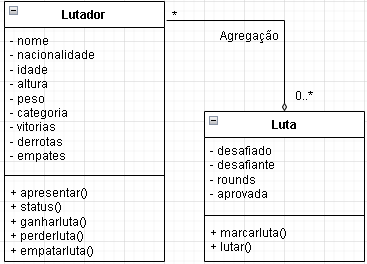 Lutador
- nome
- nacionalidade
- idade
- altura
- peso
- categoria
- vitorias
- derrotas
- empates
+ apresentar()
+ status()
+ ganharluta()
+ perderluta()
+ empatarluta()
*
Agregação
0..*
Luta
- desafiado
- desafiante
- rounds
- aprovada
+ marcarluta()
+ lutar()